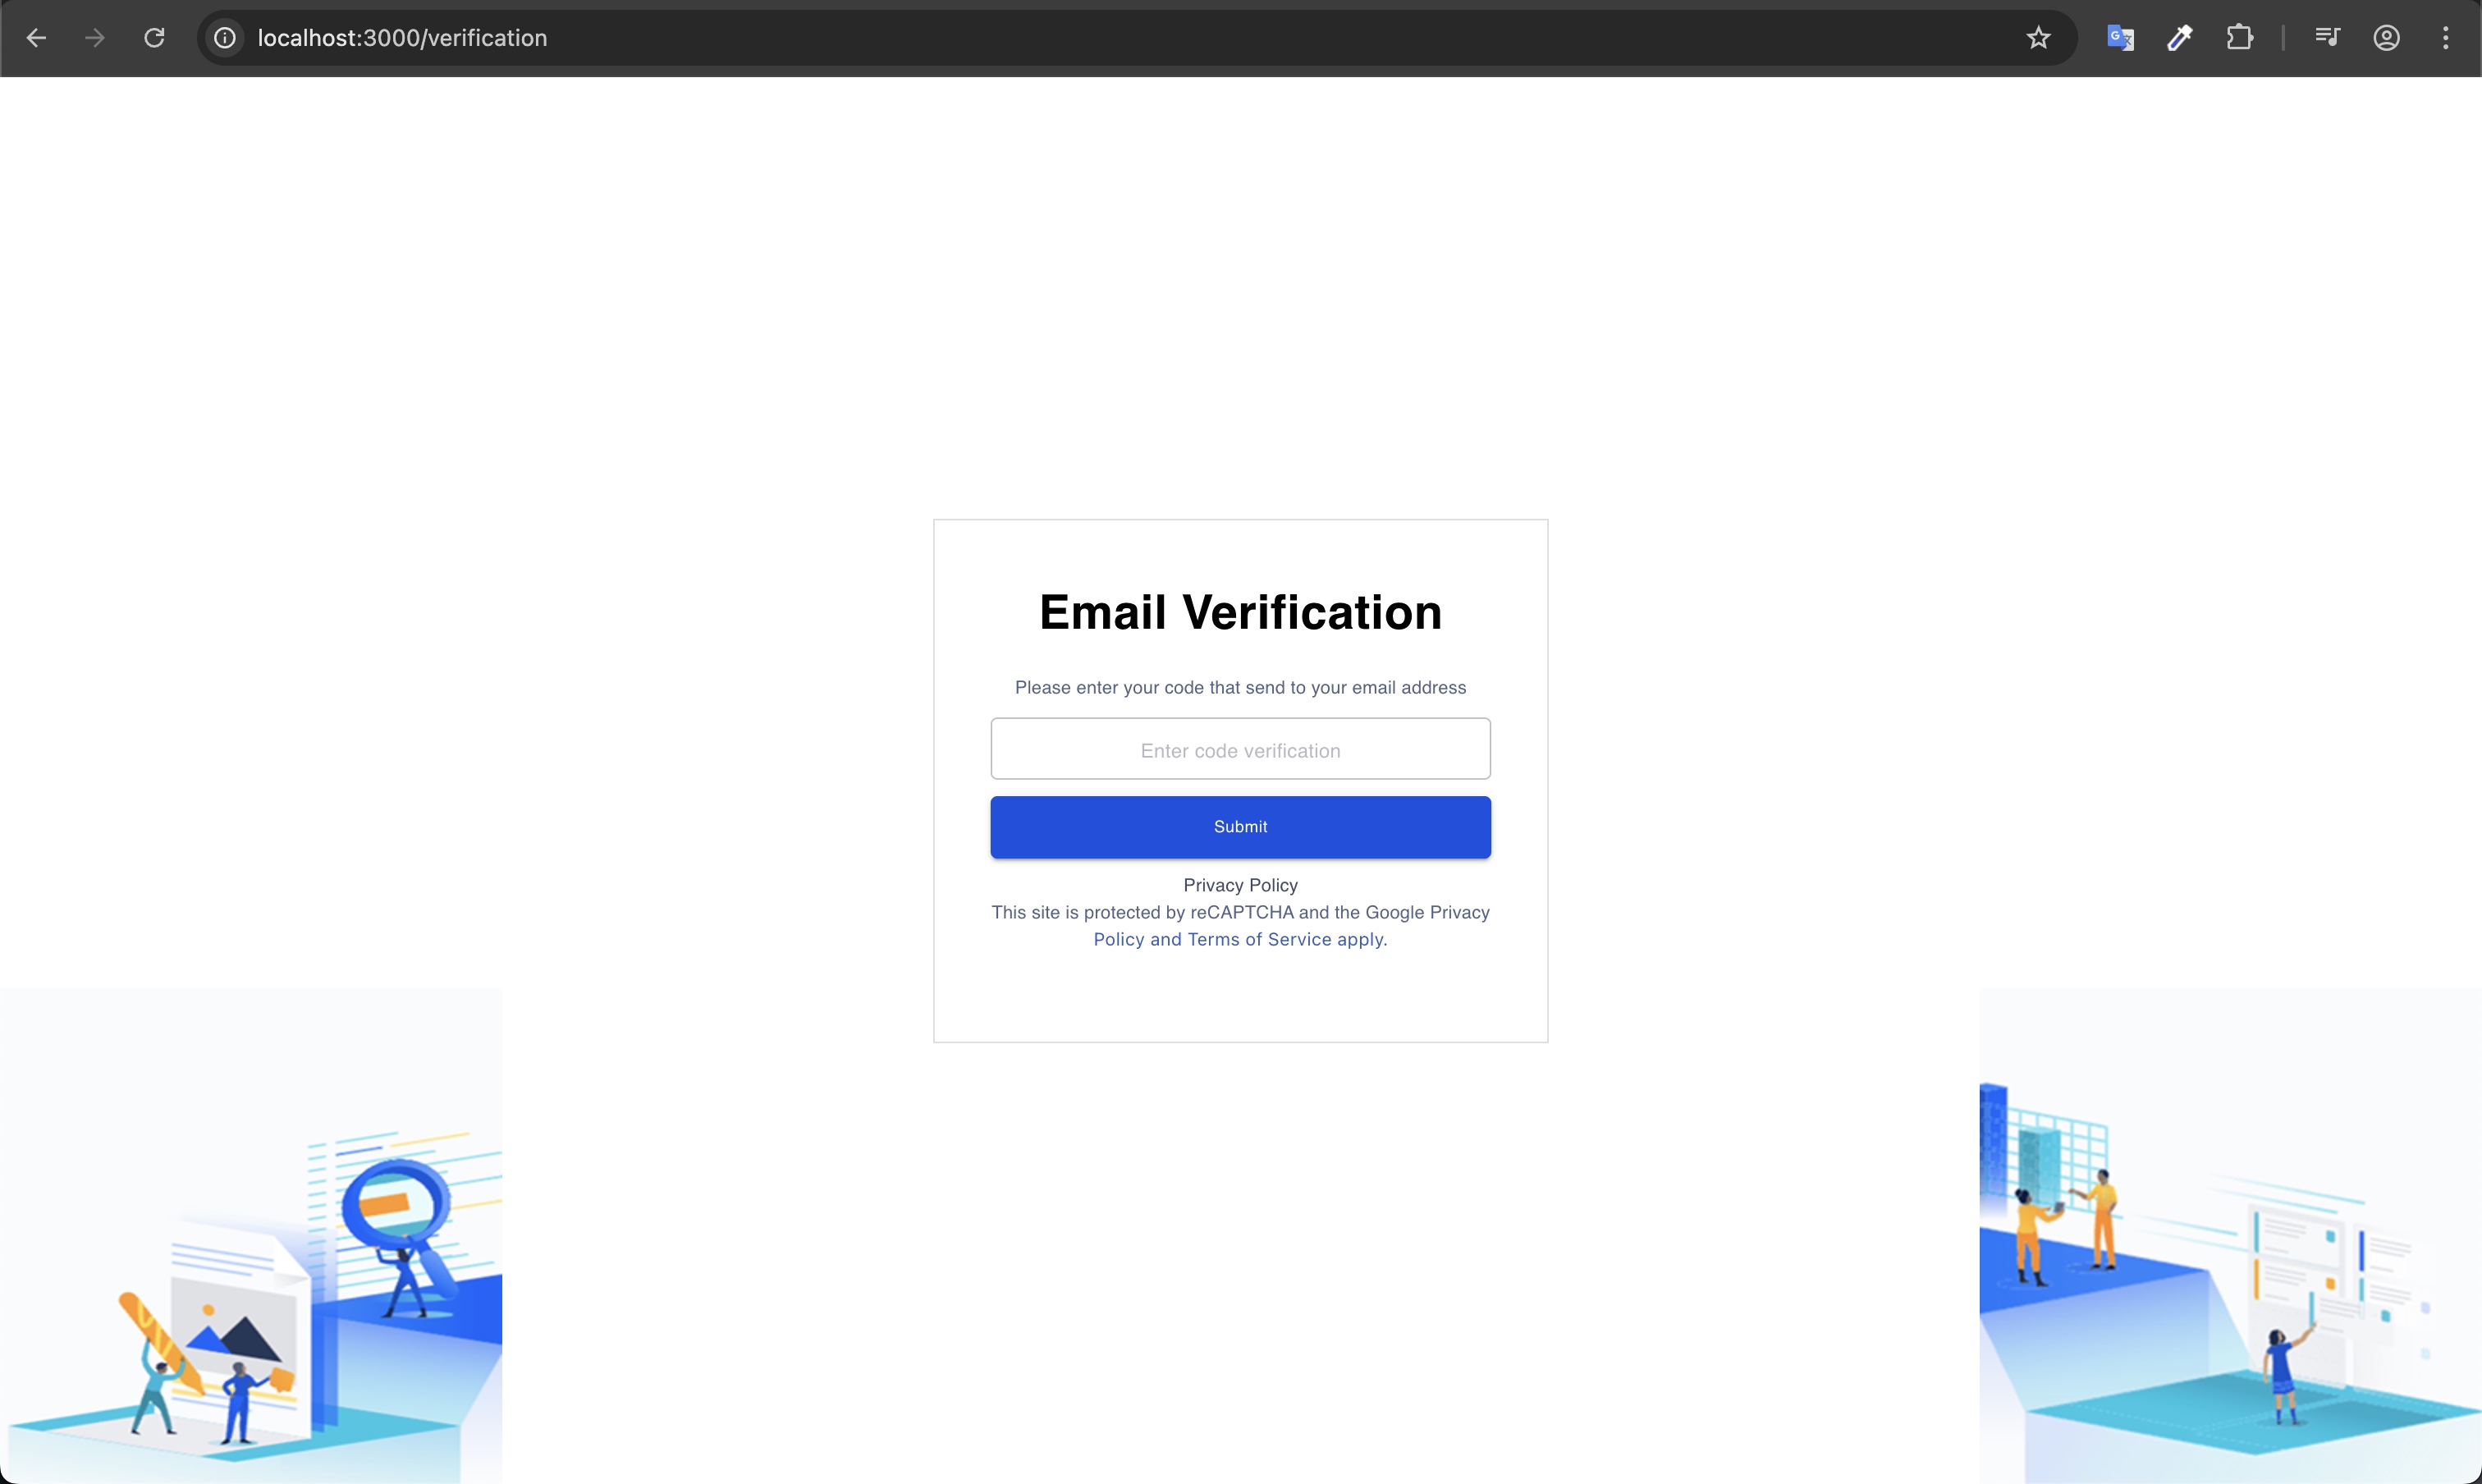 localhost:3000/verification
Email Verification
Please enter your code that send to your email address
Enter code verification
Submit
Privacy Policy
This site is protected by reCAPTCHA and the Google Privacy
Policy and Terms of Service apply.